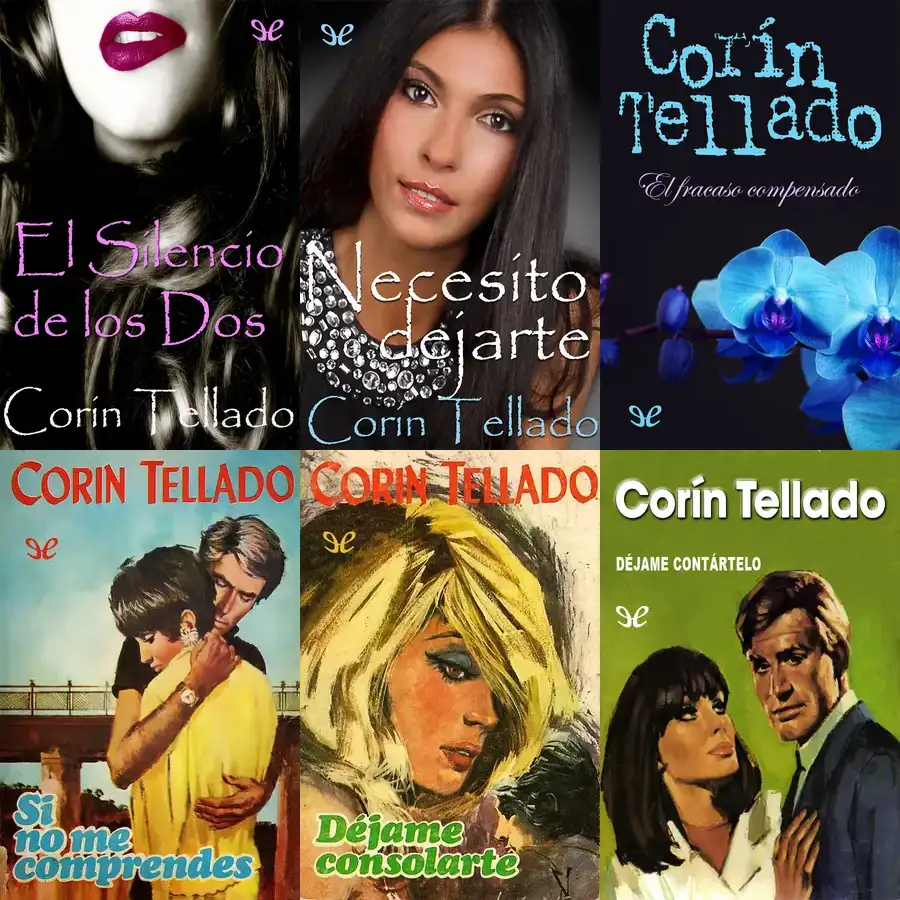 El Silencio
de los Dos
Corín Tellado
Necesito
dejarte
Corín Tellado
Corín
Tellado
El fracaso compensado
CORIN TELLADO
Si
no me
comprendes
CORIN TELLADO
Déjame
consolarte
Corín Tellado
DÉJAME CONTÁRTELO